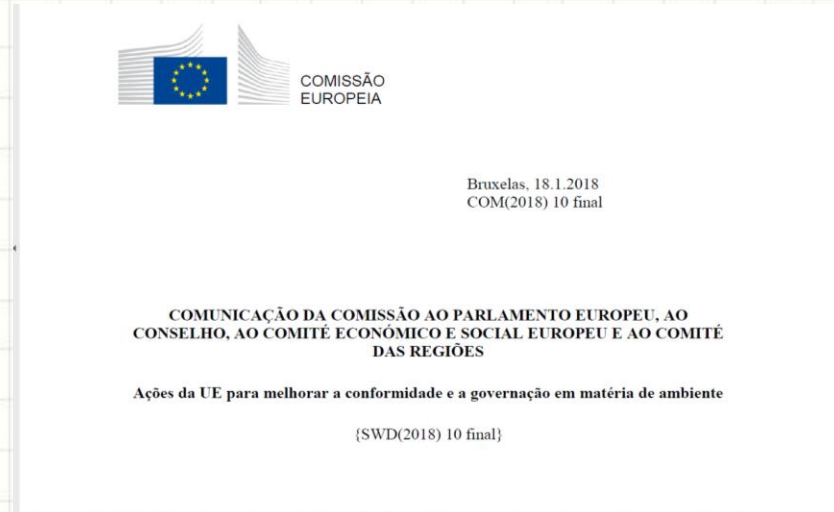 COMISSÃO
EUROPEIA
Bruxelas, 18.1.2018
COM(2018) 10 final
COMUNICAÇÃO DA COMISSÃO AO PARLAMENTO EUROPEU, AO
CONSELHO, AO COMITÉ ECONÓMICO E SOCIAL EUROPEU E AO COMITÉ
DAS REGIÕES
Ações da UE para melhorar a conformidade e a governação em matéria de ambiente
{SWD(2018) 10 final}